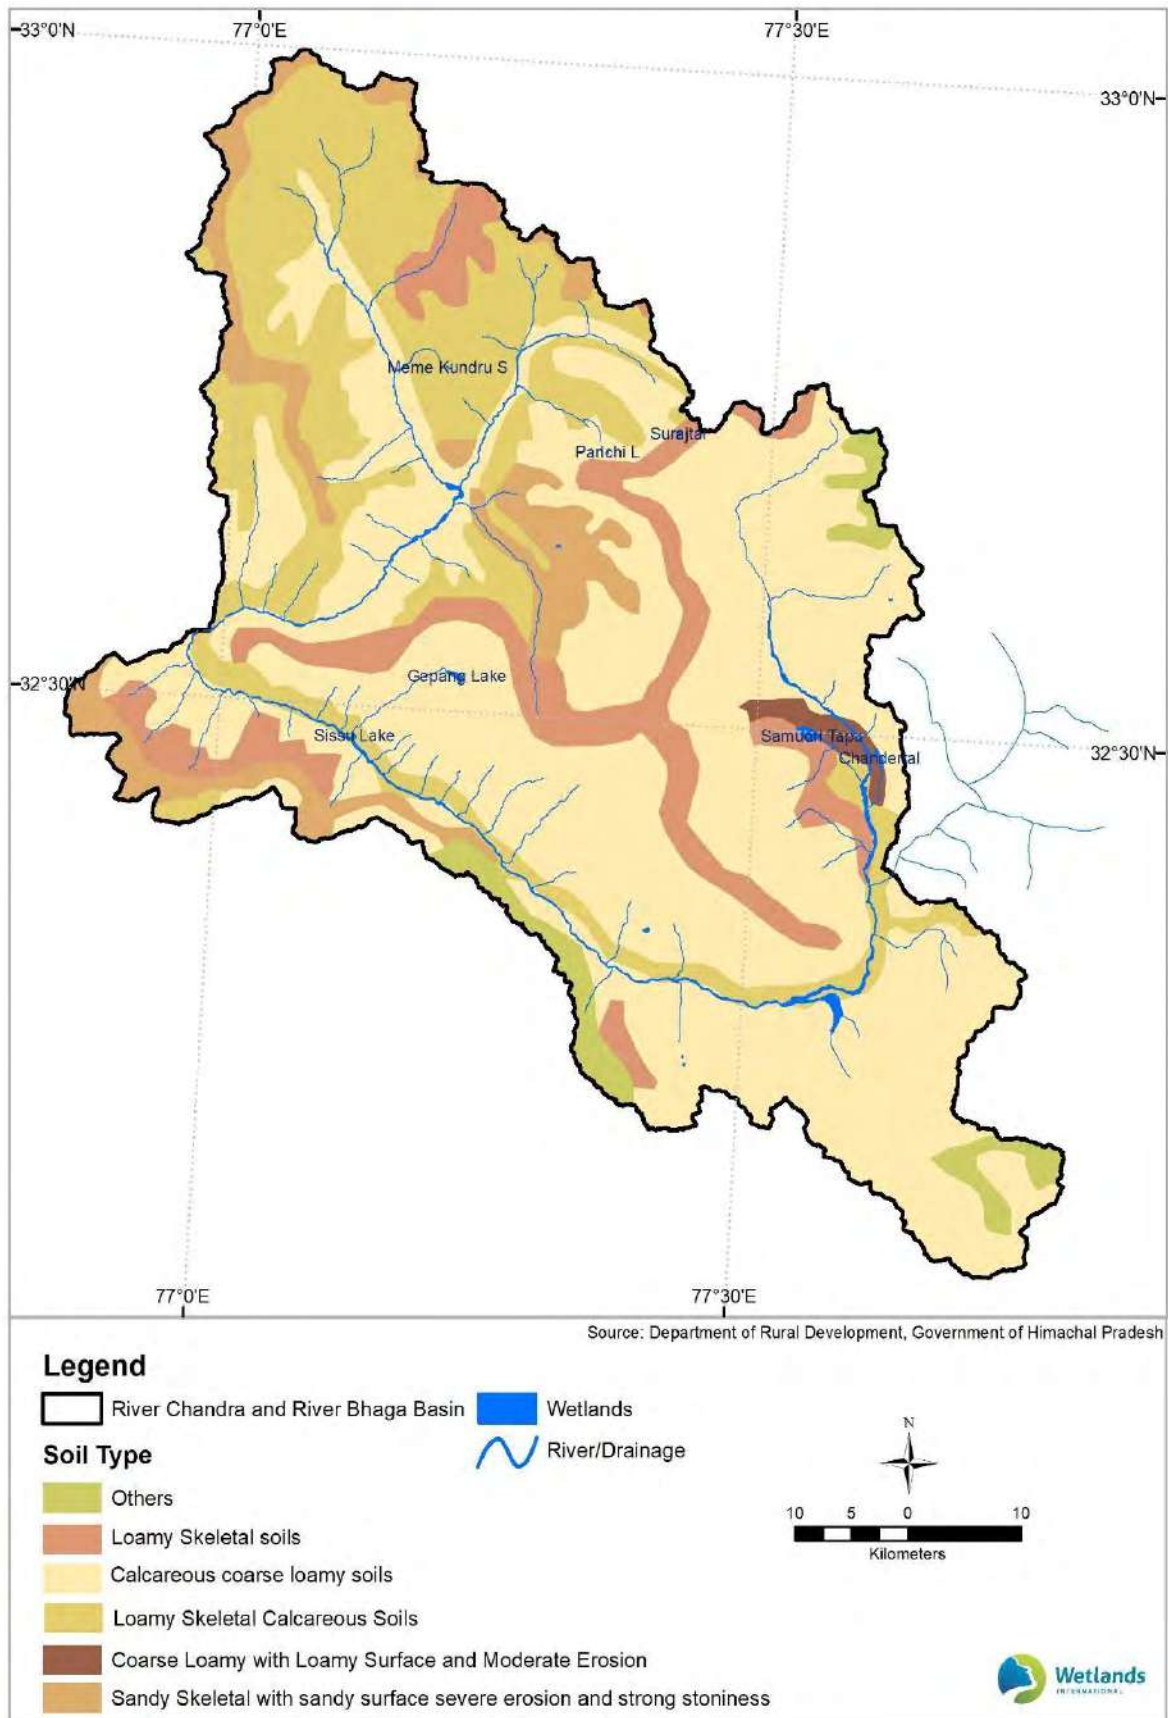 33°0'N
77°0'E
77°30'E
33°0'N
Meme Kundru S
Surajtal
Parichi L
32°30'N
Gepang Lake
Sissu Lake
Samudri Tapu
32°30'N
Chandertal
77°0'E
77°30'E
Source: Department of Rural Development, Government of Himachal Pradesh
Legend
River Chandra and River Bhaga Basin
Wetlands
River/Drainage
Soil Type
Others
Loamy Skeletal soils
Calcareous coarse loamy soils
Loamy Skeletal Calcareous Soils
Coarse Loamy with Loamy Surface and Moderate Erosion
Sandy Skeletal with sandy surface severe erosion and strong stoniness
N
10 5 0 10
Kilometers
Wetlands
INTERNATIONAL